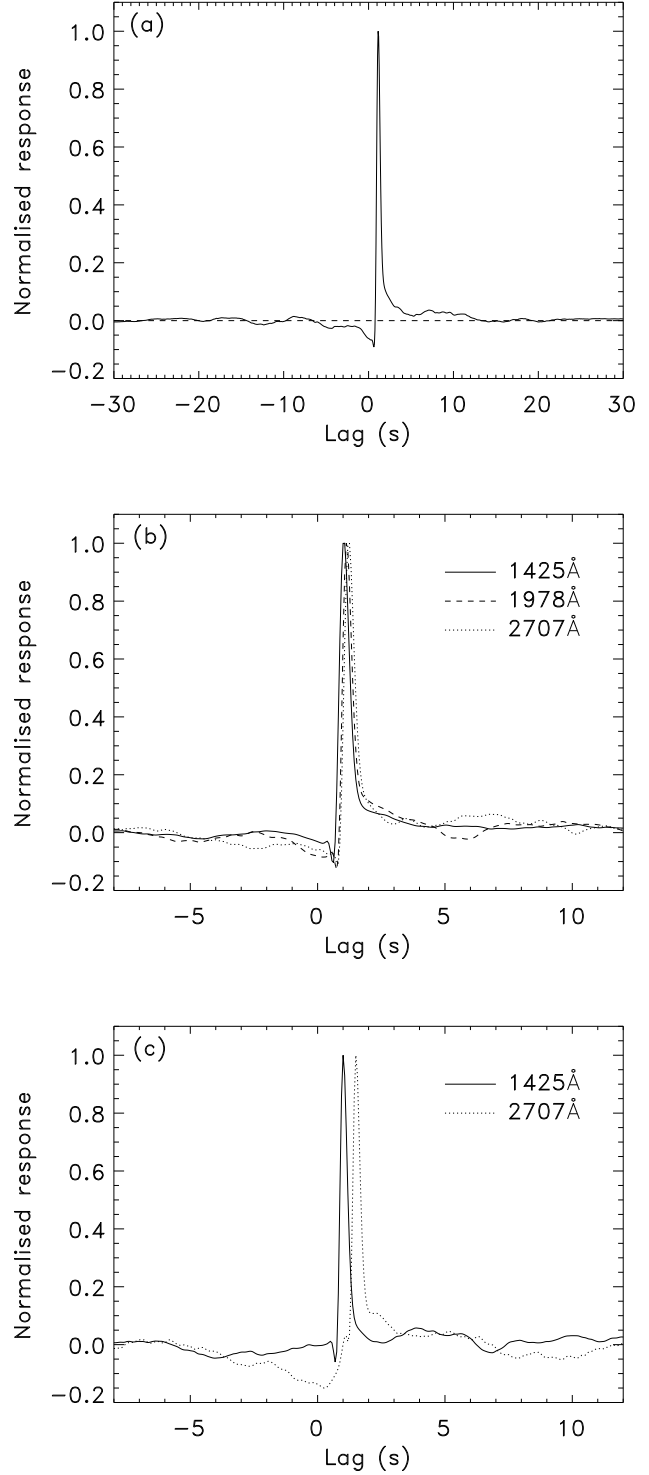 (a)
1.0
0.8
0.6
0.4
0.2
0.0
−0.2
Normalised response
−30 −20 −10 0 10 20 30
Lag (s)
(b)
1425Å
1978Å
2707Å
1.0
0.8
0.6
0.4
0.2
0.0
−0.2
Normalised response
−5 0 5 10
Lag (s)
(c)
1425Å
2707Å
1.0
0.8
0.6
0.4
0.2
0.0
−0.2
Normalised response
−5 0 5 10
Lag (s)